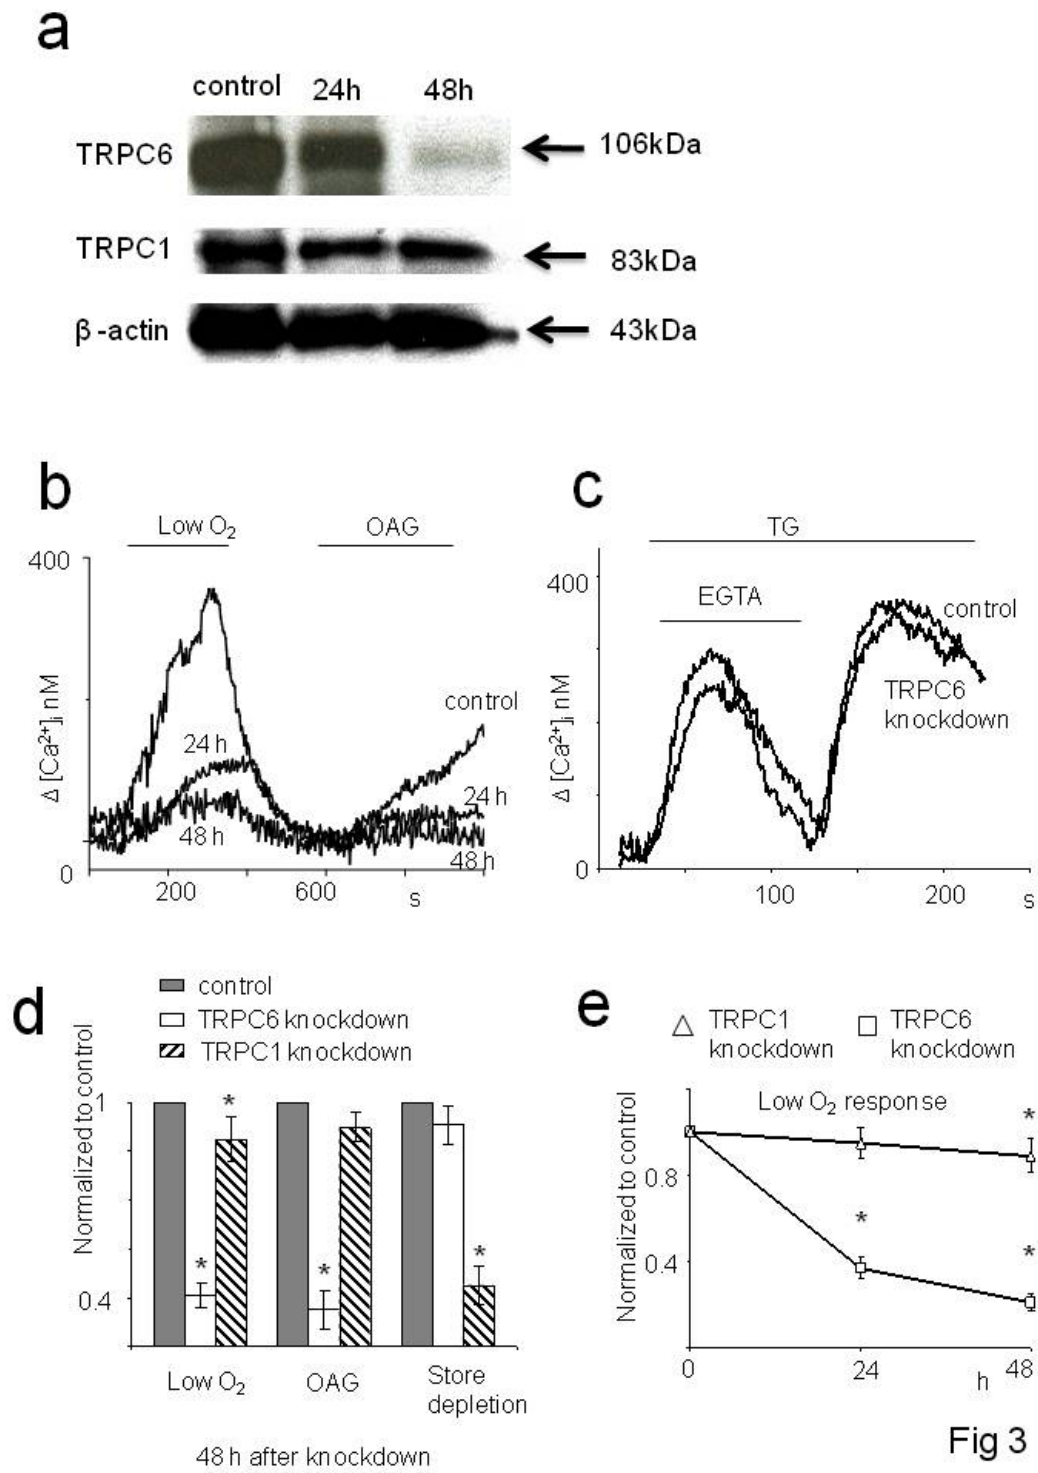 a
control 24h 48h
TRPC6 106kDa
TRPC1 83kDa
β-actin 43kDa
b
Low O₂ OAG
400
Δ [Ca²⁺]ᵢ nM
control
24 h
24 h
48 h
48 h
0
200 600 s
c
TG
400
EGTA
control
TRPC6
knockdown
Δ [Ca²⁺]ᵢ nM
0
100 200 s
d
control
TRPC6 knockdown
TRPC1 knockdown
Normalized to control
1
* * * *
0.4
Low O₂ OAG Store
depletion
48 h after knockdown
e
TRPC1
knockdown
TRPC6
knockdown
Low O₂ response
Normalized to control
* * *
0.8
0.4
0 24 h 48
Fig 3